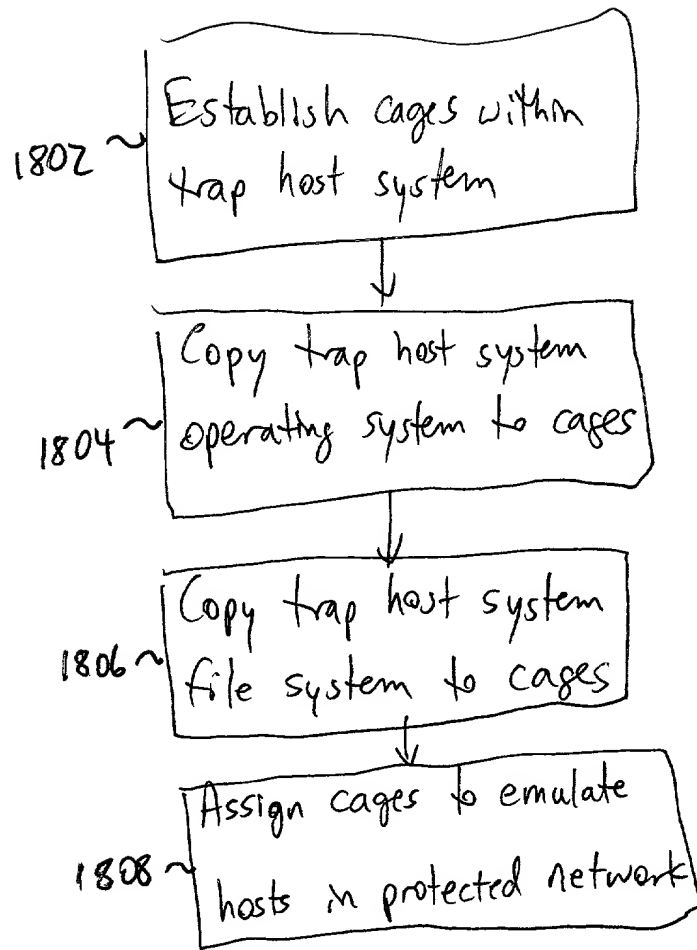 Establish cages within
1802
trap host system
Copy trap host system
1804
operating system to cages
Copy trap host system
1806
file system to cages
Assign cages to emulate
1808
hosts in protected network